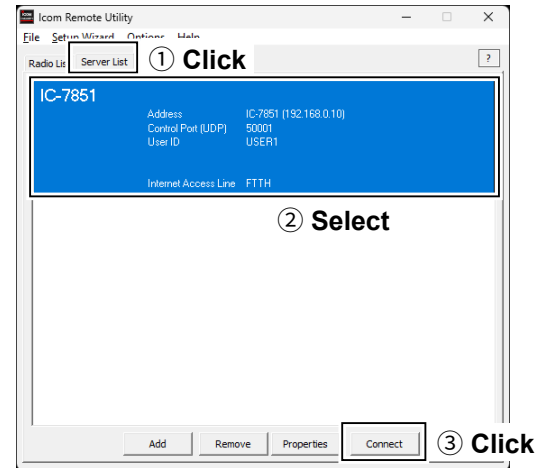 Icom Remote Utility
File Setup Wizard Options Help
Radio Lis Server List ① Click ?
IC-7851
Address IC-7851 (192.168.0.10)
Control Port (UDP) 50001
User ID USER1
Internet Access Line FTTH
② Select
Add Remove Properties Connect ③ Click